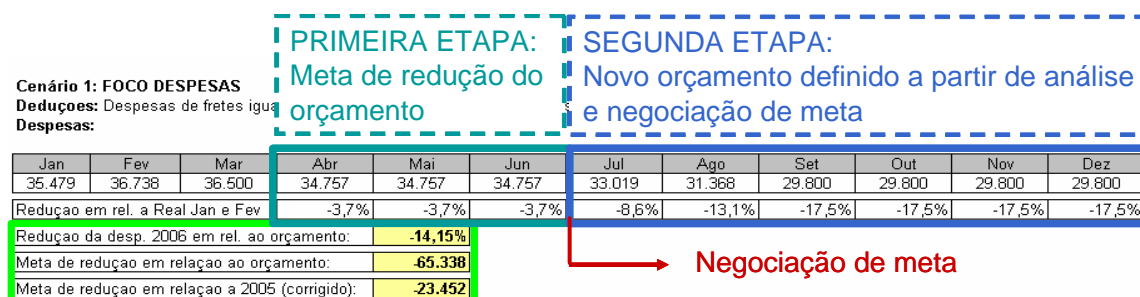 PRIMEIRA ETAPA:
Meta de redução do
orçamento
SEGUNDA ETAPA:
Novo orçamento definido a partir de análise
e negociação de meta
Cenário 1: FOCO DESPESAS
Deduçoes: Despesas de fretes igua
Despesas:
Jan Fev Mar Abr Mai Jun Jul Ago Set Out Nov Dez
35.479 36.738 36.500 34.757 34.757 34.757 33.019 31.368 29.800 29.800 29.800 29.800
Reduçao em rel. a Real Jan e Fev -3,7% -3,7% -3,7% -8,6% -13,1% -17,5% -17,5% -17,5% -17,5%
Reduçao da desp. 2006 em rel. ao orçamento: -14,15%
Meta de reduçao em relaçao ao orçamento: -65.338
Meta de reduçao em relaçao a 2005 (corrigido): -23.452
Negociação de meta